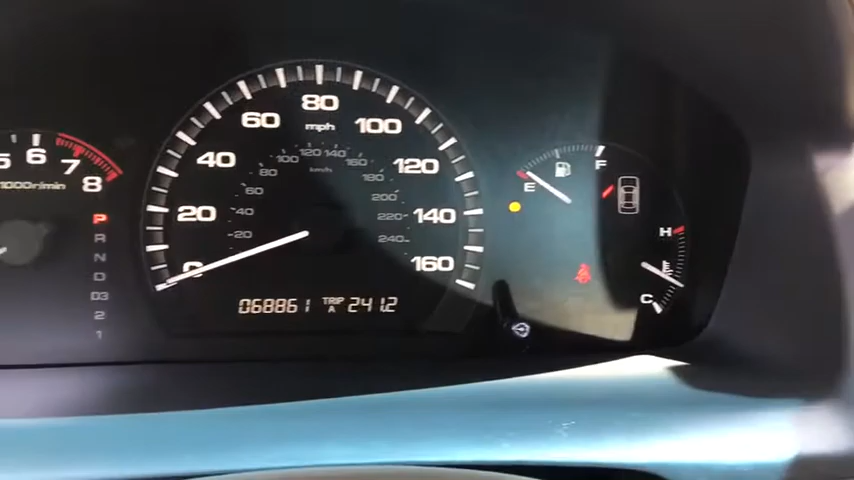 5 6 7 8
1000r/min
P
R
N
D
D3
2
1
0 20 40 60 80 100 120 140 160
mph
20 40 60 80 100 120 140 160 180 200 220 240
km/h
068861 TRIP A 241.2
E F
H
C